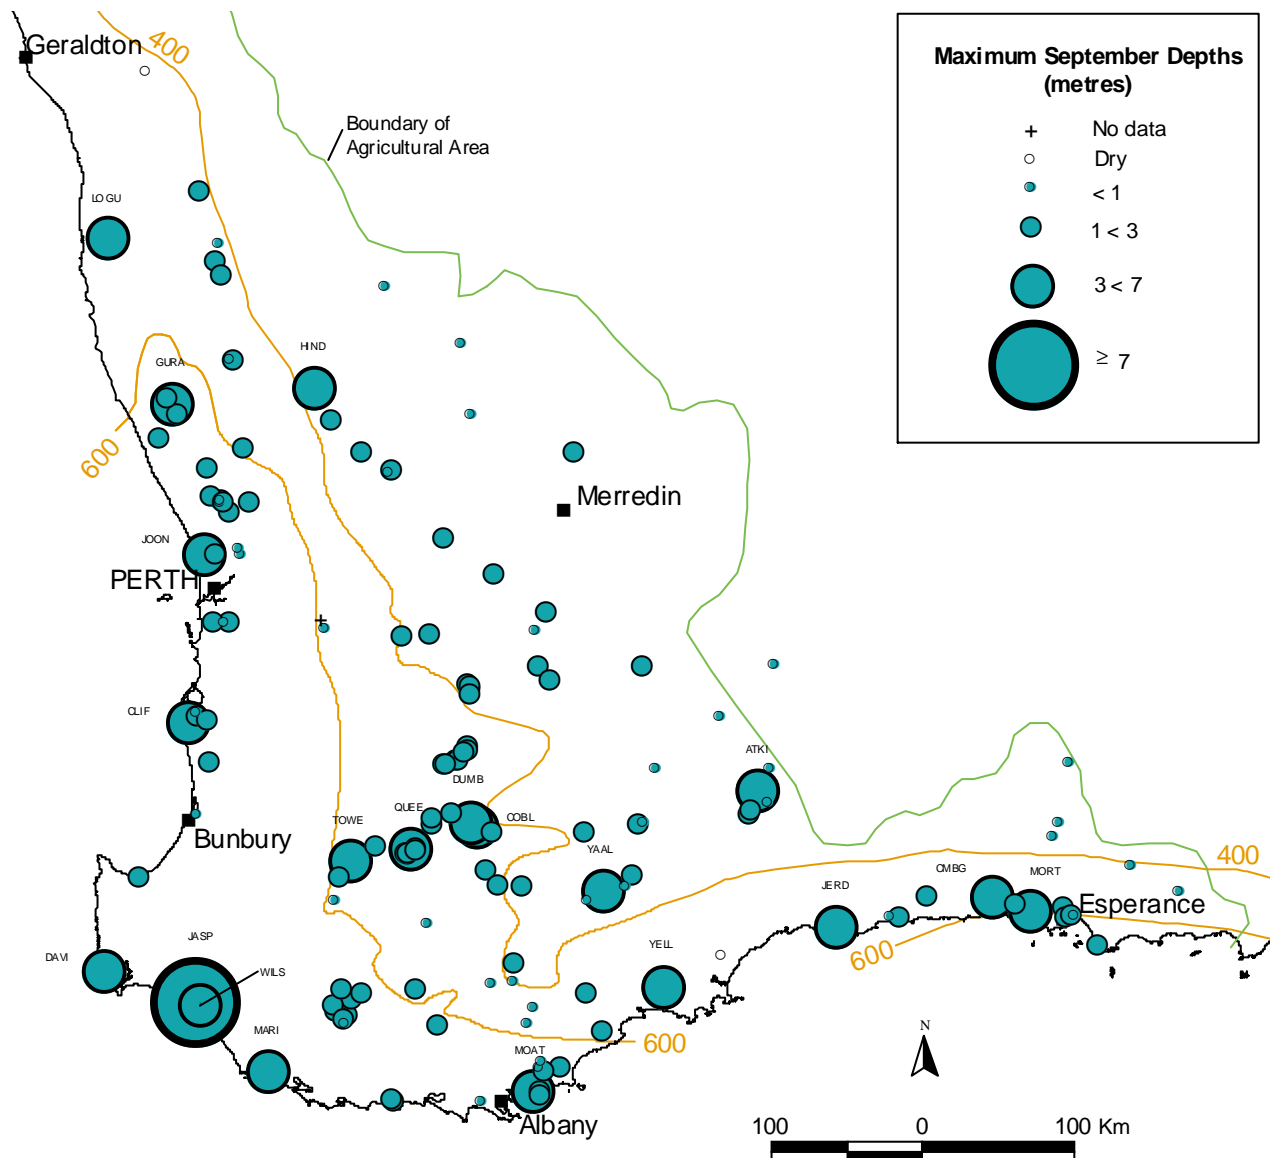 Geraldton
400
Boundary of
Agricultural Area
LOGU
HIND
GURA
600
Merredin
JOON
PERTH
CLIF
Bunbury
ATKI
DUMB
QUEE
TOWE
COBL
YAAL
400
OMBG
MORT
JERD
Esperance
600
YELL
DAVI
JASP
WILS
MARI
600
MOAT
Albany
N
100 0 100 Km
Maximum September Depths
(metres)
No data
Dry
< 1
1 < 3
3 < 7
≥ 7